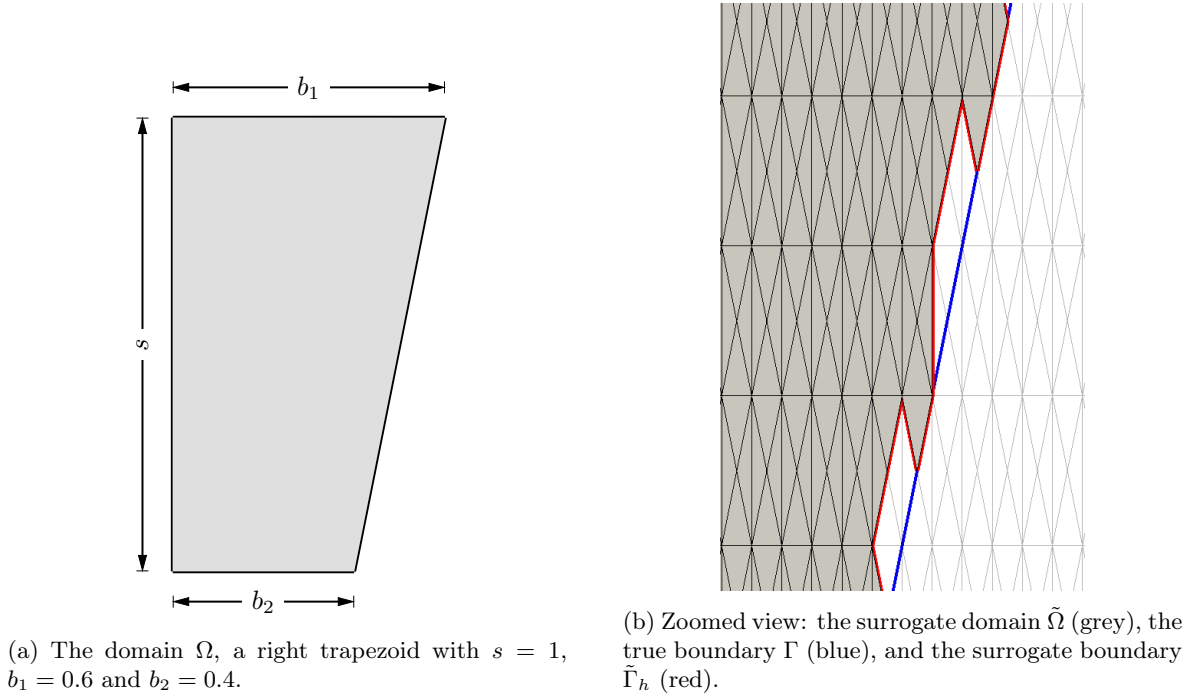 b₁
s
b₂
(a) The domain Ω, a right trapezoid with s = 1,
b₁ = 0.6 and b₂ = 0.4.
(b) Zoomed view: the surrogate domain Ω̃ (grey), the
true boundary Γ (blue), and the surrogate boundary
Γ̃ₕ (red).